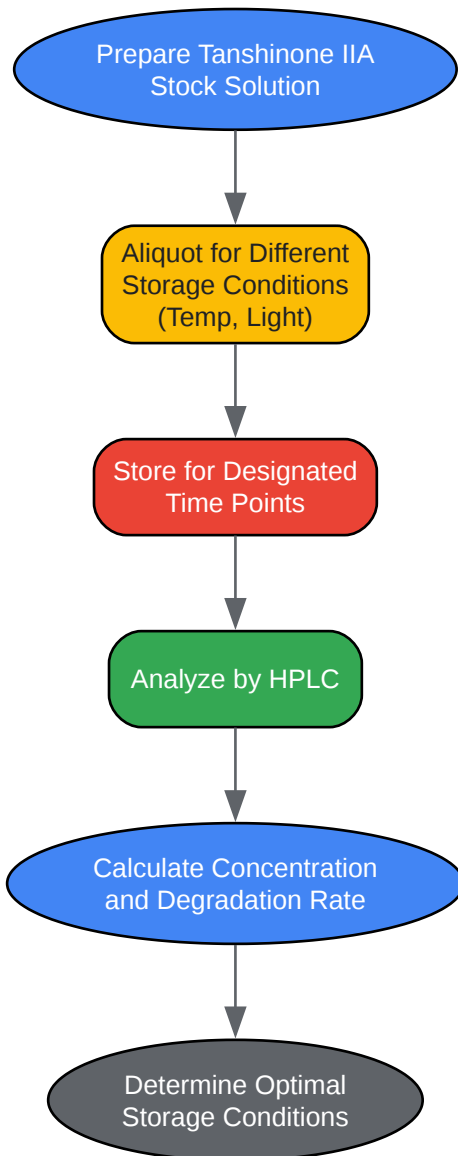 Prepare Tanshinone IIA
Stock Solution
Aliquot for Different
Storage Conditions
(Temp, Light)
Store for Designated
Time Points
Analyze by HPLC
Calculate Concentration
and Degradation Rate
Determine Optimal
Storage Conditions